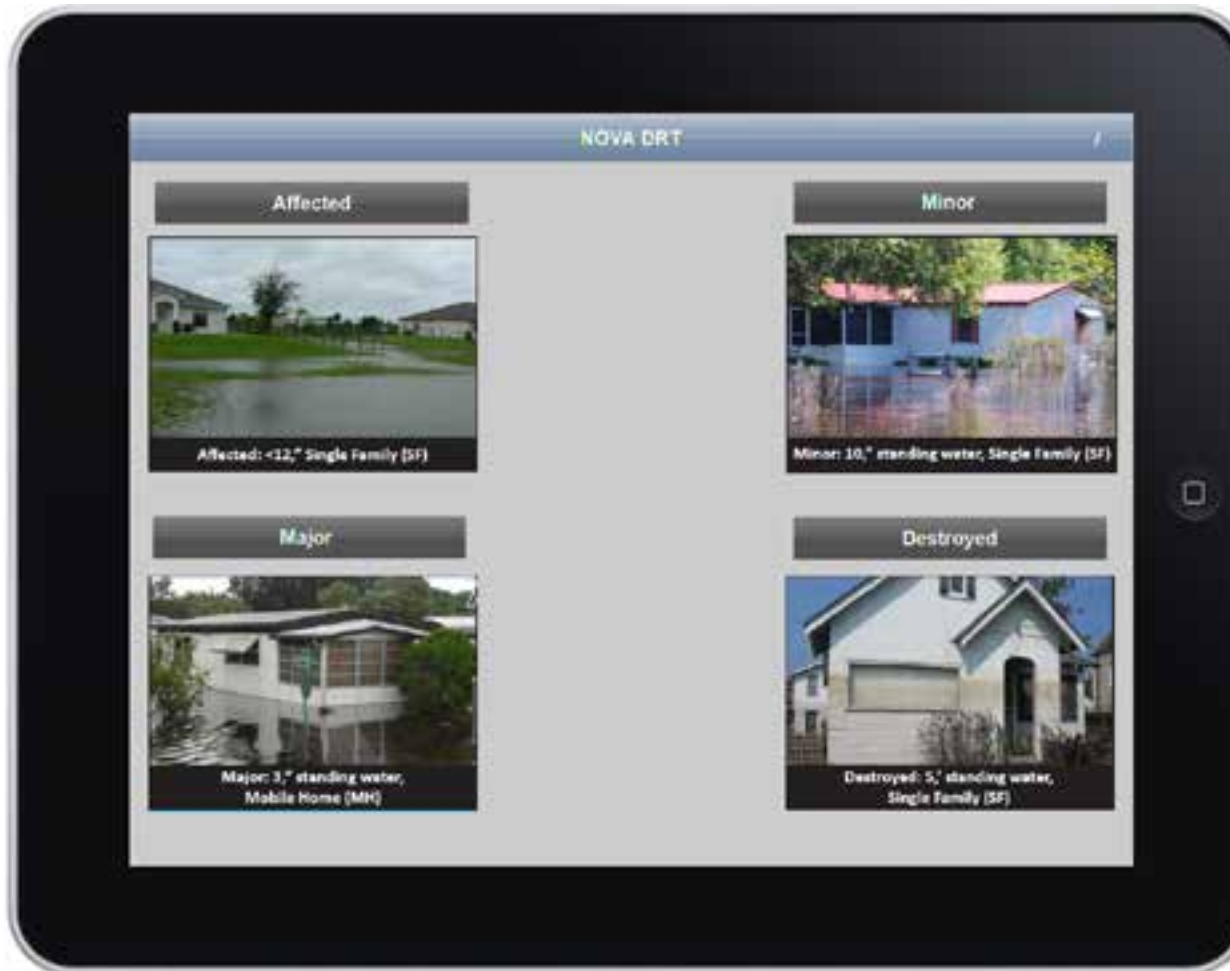 NOVA DRT
Affected
Minor
Affected: <12," Single Family (SF)
Minor: 10," standing water, Single Family (SF)
Major
Destroyed
Major: 3," standing water,
Mobile Home (MH)
Destroyed: 5,' standing water,
Single Family (SF)